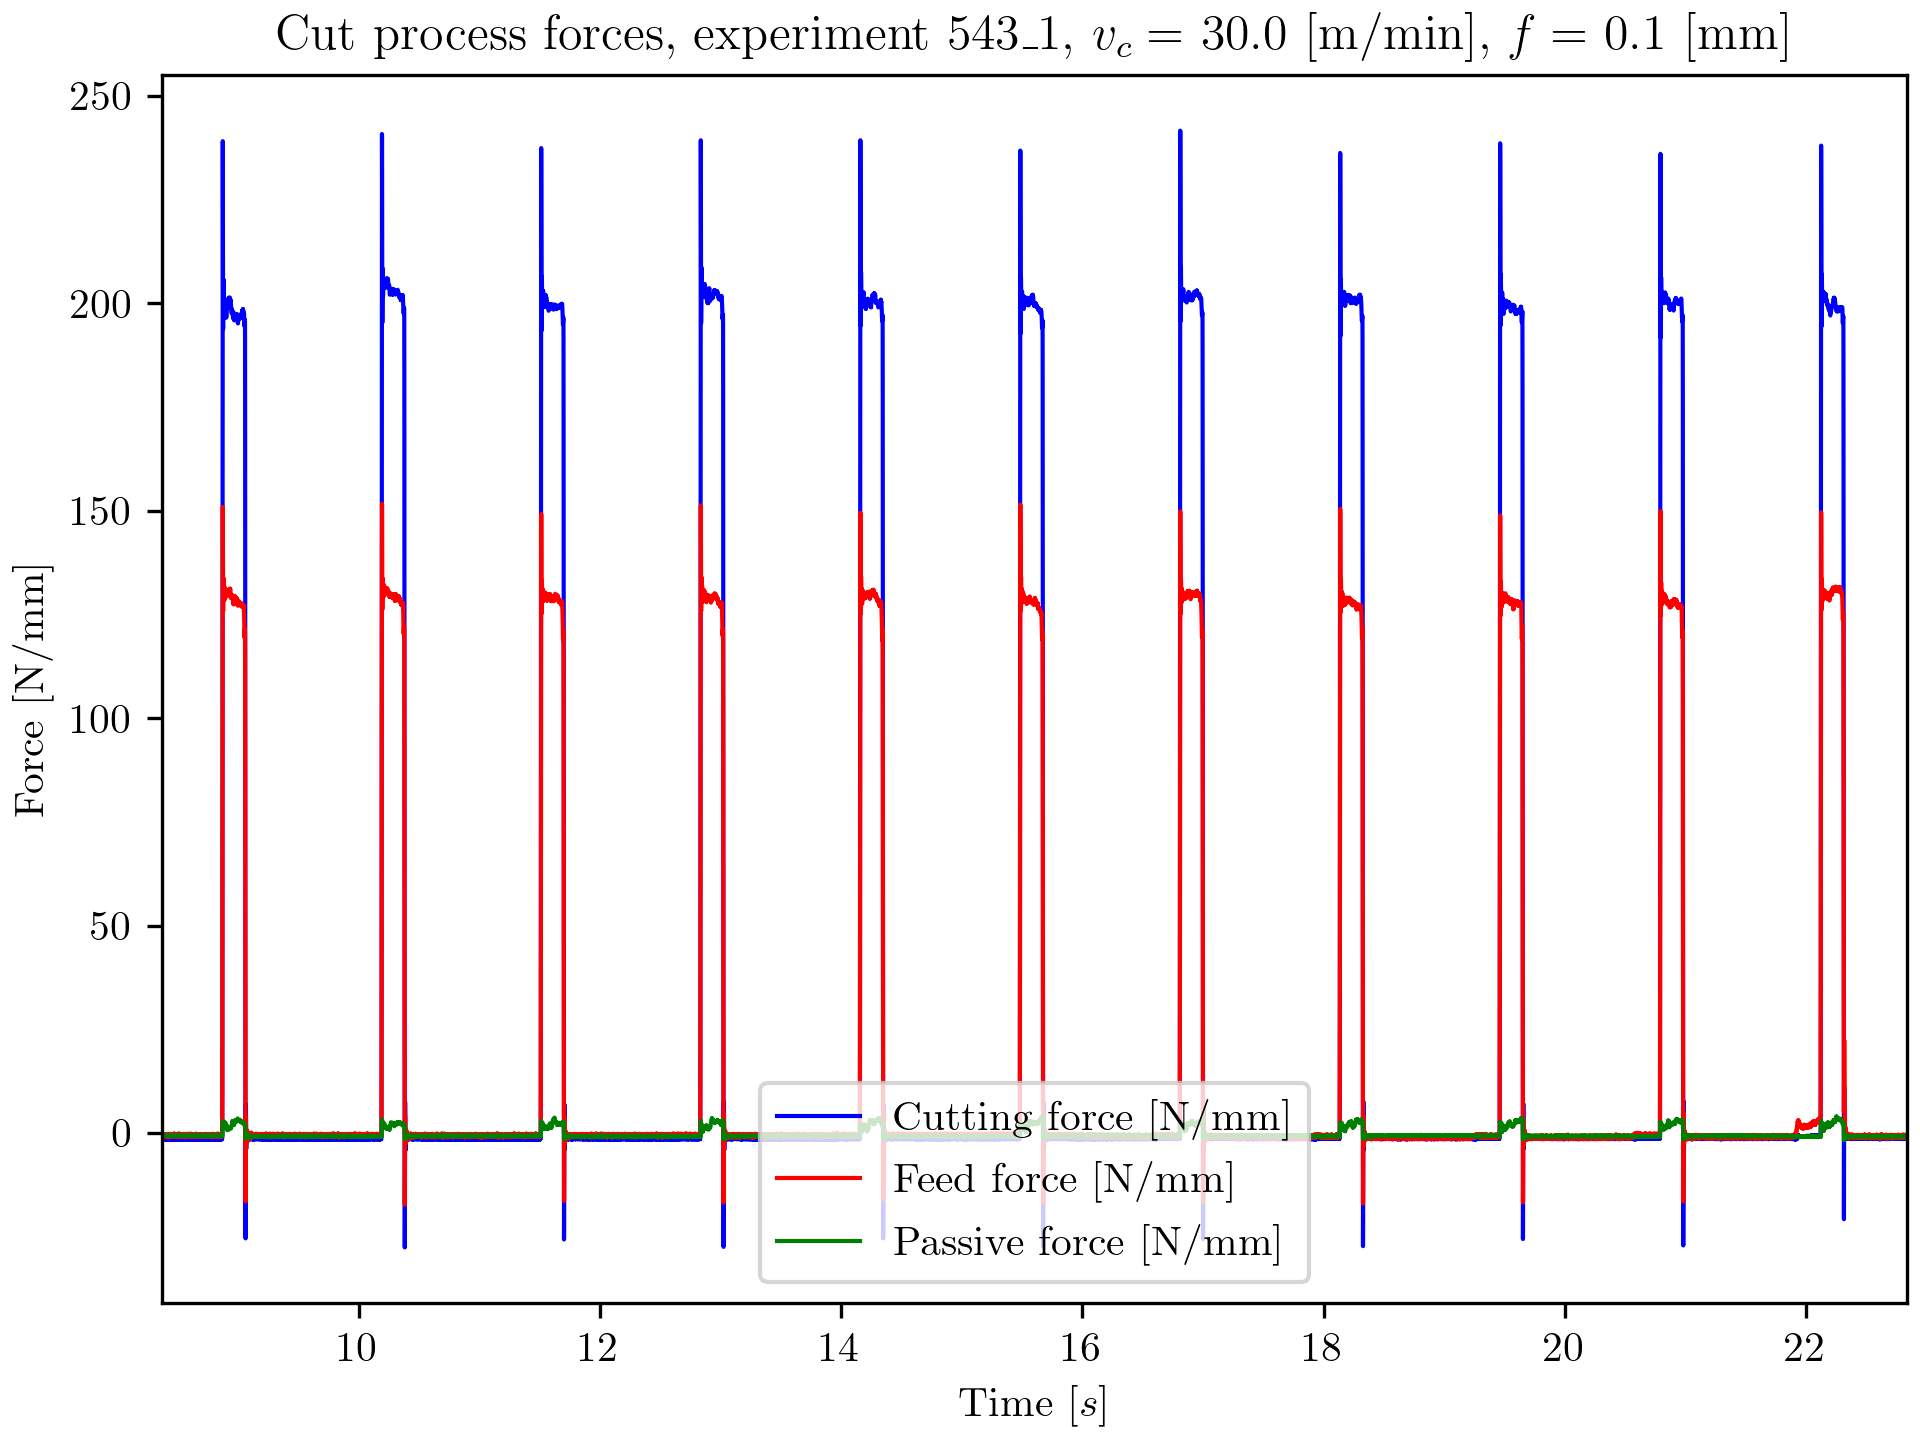 Cut process forces, experiment 543_1, v_c = 30.0 [m/min], f = 0.1 [mm]
250
200
150
100
50
0
Force [N/mm]
Cutting force [N/mm]
Feed force [N/mm]
Passive force [N/mm]
10 12 14 16 18 20 22
Time [s]